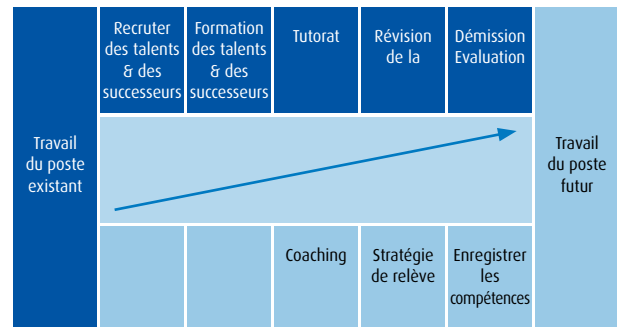 Travail
du poste
existant
Recruter
des talents
& des
successeurs
Formation
des talents
& des
successeurs
Tutorat
Révision
de la
Démission
Evaluation
Coaching
Stratégie
de relève
Enregistrer
les
compétences
Travail
du poste
futur